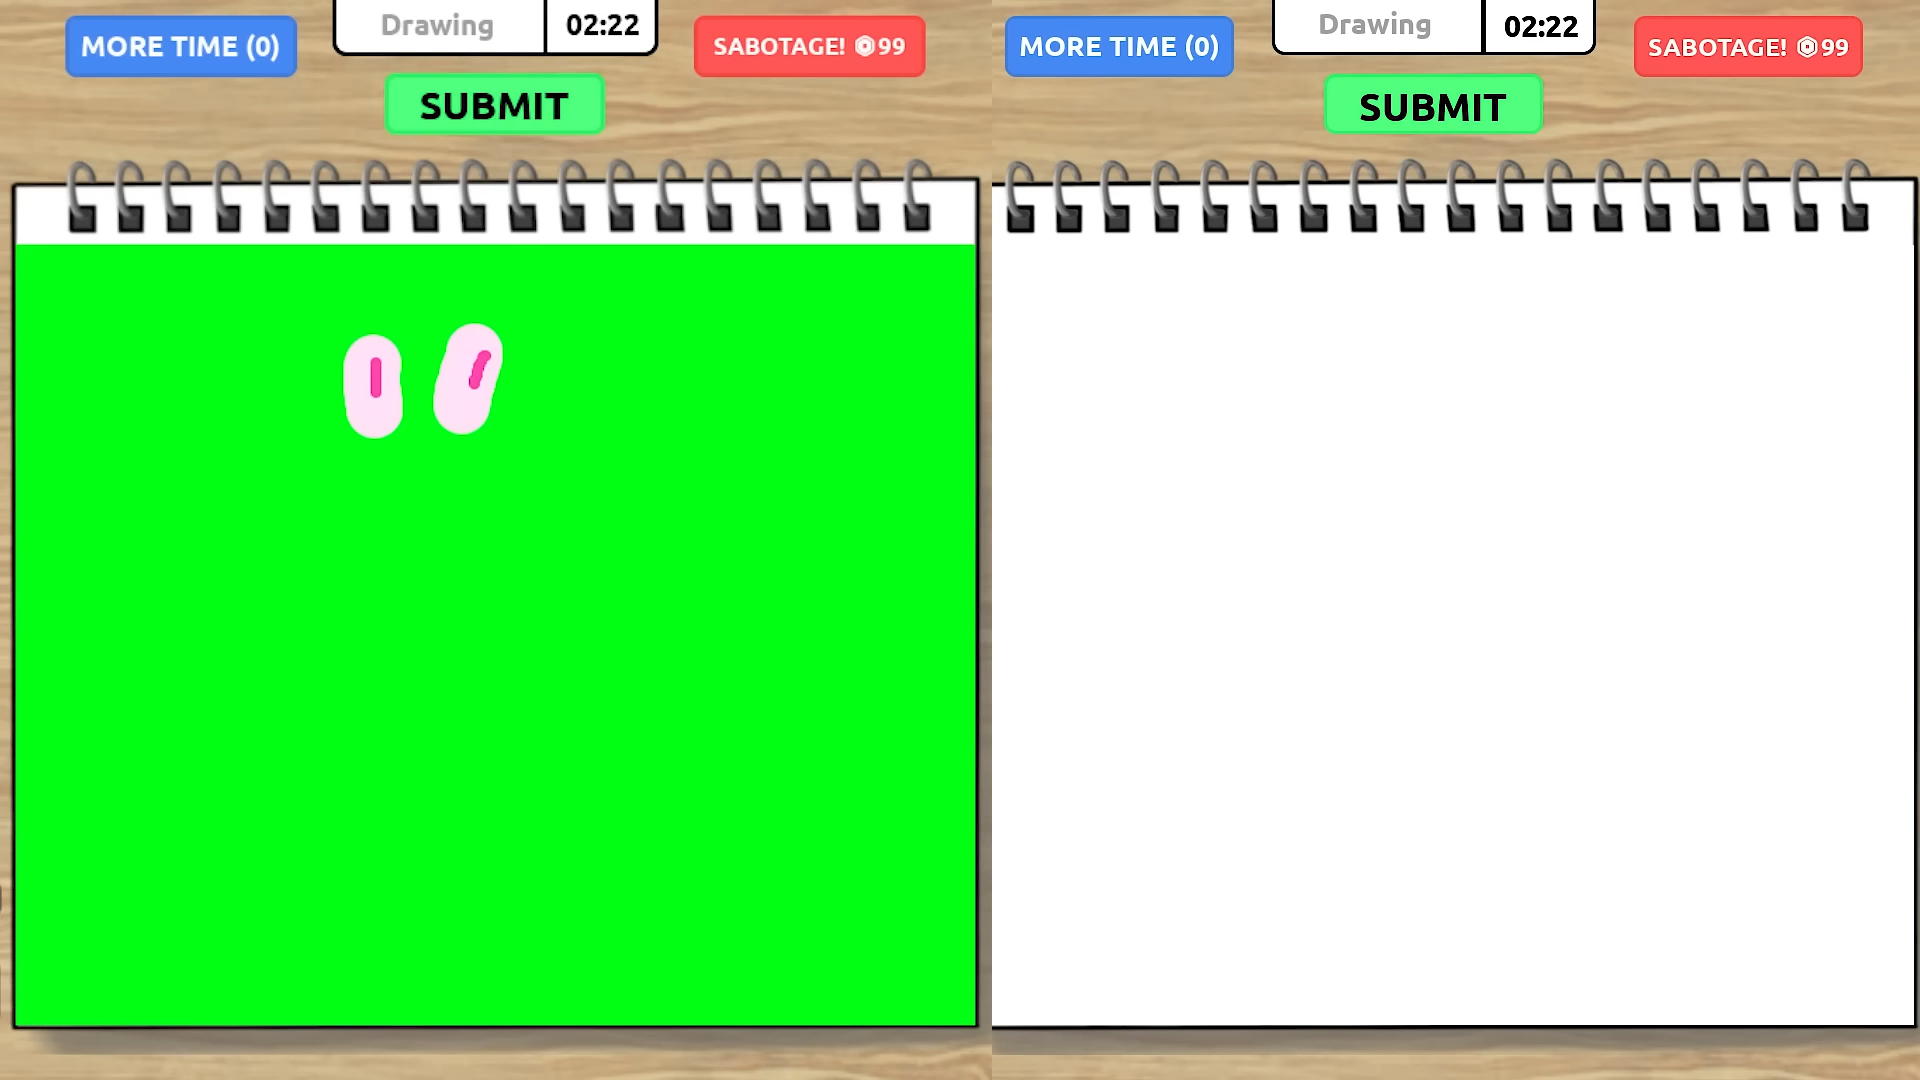 MORE TIME (0)
Drawing
02:22
SABOTAGE! 99
SUBMIT
MORE TIME (0)
Drawing
02:22
SABOTAGE! 99
SUBMIT